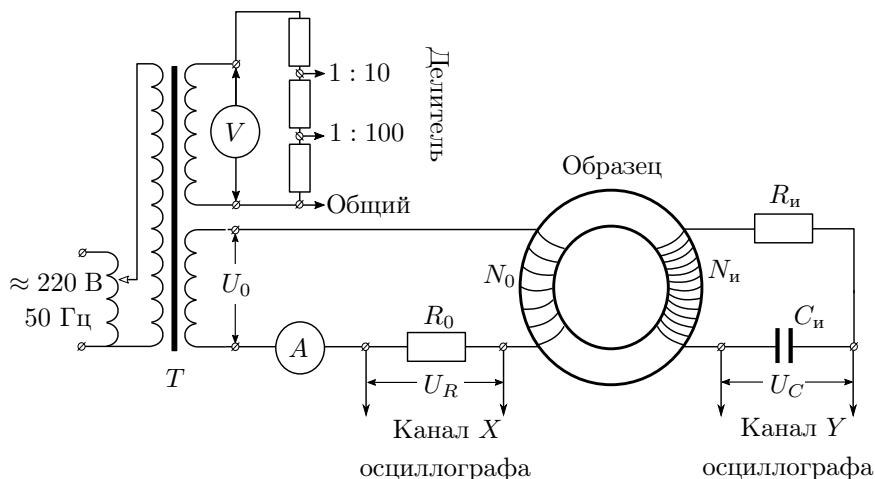 Делитель
1 : 10
V
1 : 100
Общий
Образец
Rи
≈ 220 В
50 Гц
U0
N0
Nи
T
A
R0
Cи
UR
UC
Канал X
осциллографа
Канал Y
осциллографа